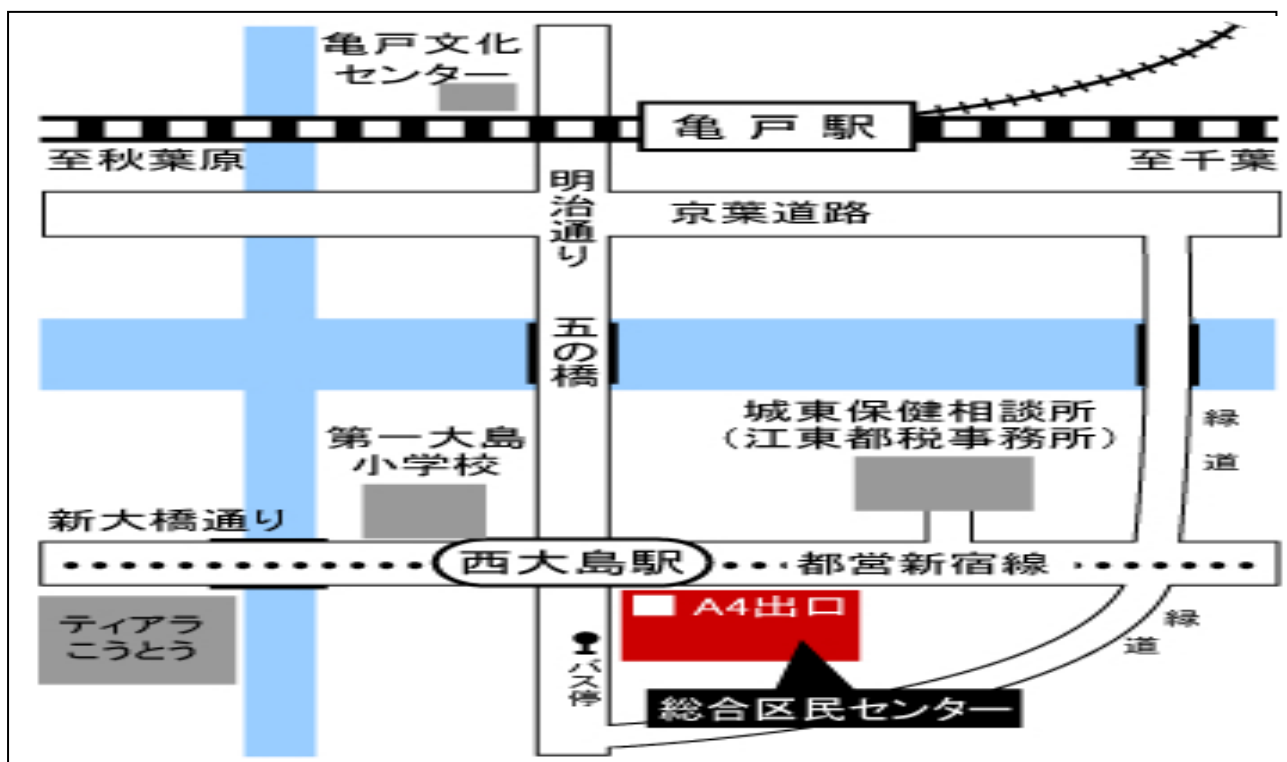 亀戸文化
センター
亀戸駅
至秋葉原
至千葉
明治通り
京葉道路
五の橋
城東保健相談所
(江東都税事務所)
緑道
第一大島
小学校
新大橋通り
西大島駅
都営新宿線
A4出口
ティアラ
こうとう
バス停
緑道
総合区民センター